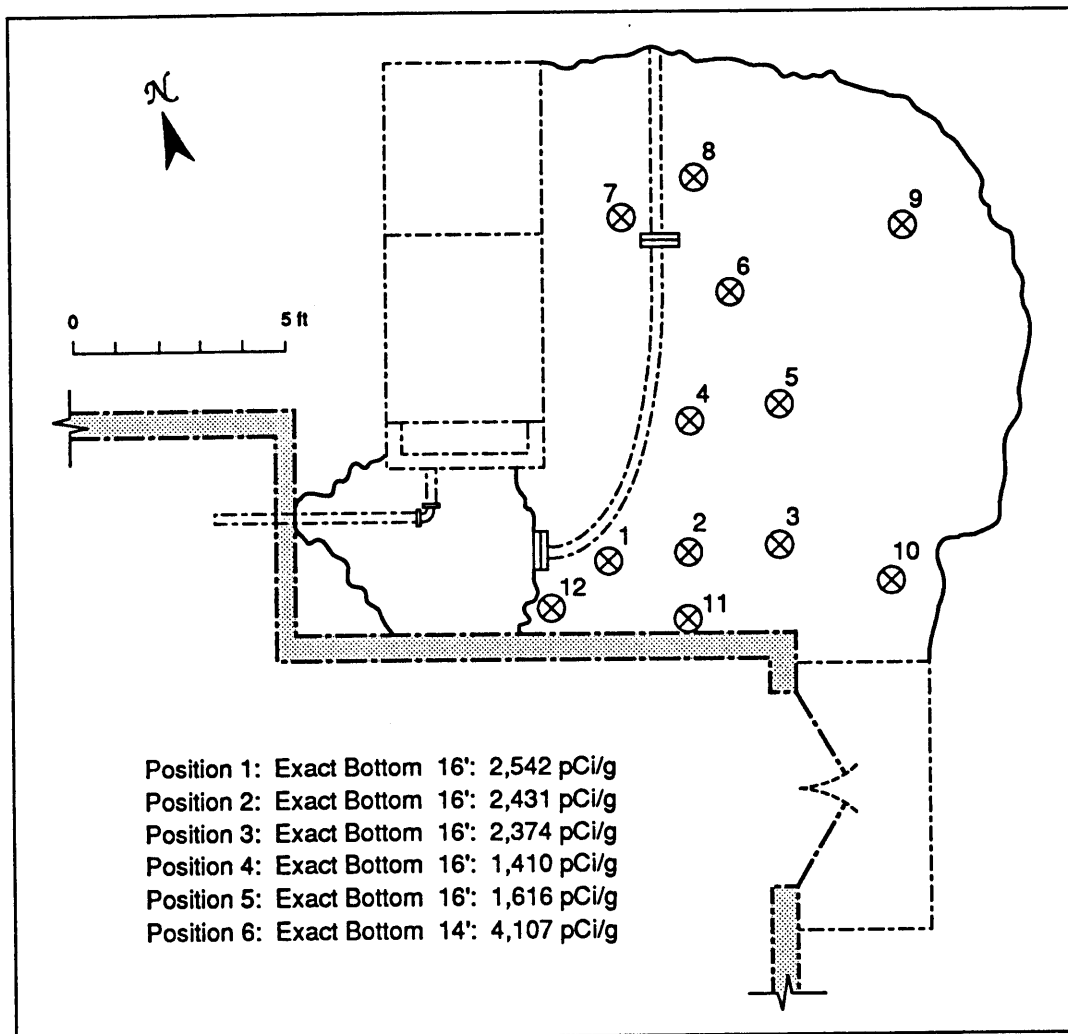 N
8
7
9
6
0 5 ft
5
4
3
2
1
10
12
11
Position 1: Exact Bottom 16': 2,542 pCi/g
Position 2: Exact Bottom 16': 2,431 pCi/g
Position 3: Exact Bottom 16': 2,374 pCi/g
Position 4: Exact Bottom 16': 1,410 pCi/g
Position 5: Exact Bottom 16': 1,616 pCi/g
Position 6: Exact Bottom 14': 4,107 pCi/g